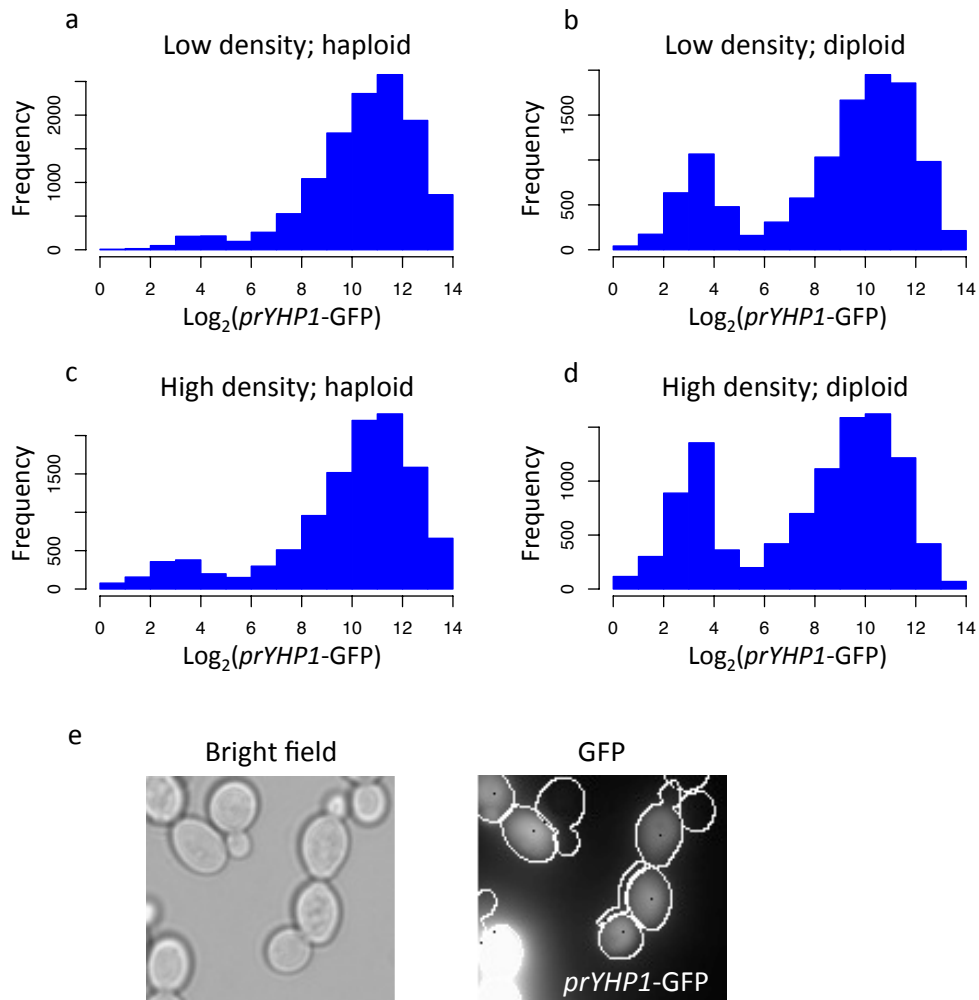 a
Low density; haploid
Frequency
0 1000 2000
0 2 4 6 8 10 12 14
Log₂(prYHP1-GFP)
b
Low density; diploid
Frequency
0 500 1500
0 2 4 6 8 10 12 14
Log₂(prYHP1-GFP)
c
High density; haploid
Frequency
0 500 1500
0 2 4 6 8 10 12 14
Log₂(prYHP1-GFP)
d
High density; diploid
Frequency
0 500 1000
0 2 4 6 8 10 12 14
Log₂(prYHP1-GFP)
e
Bright field
GFP
prYHP1-GFP